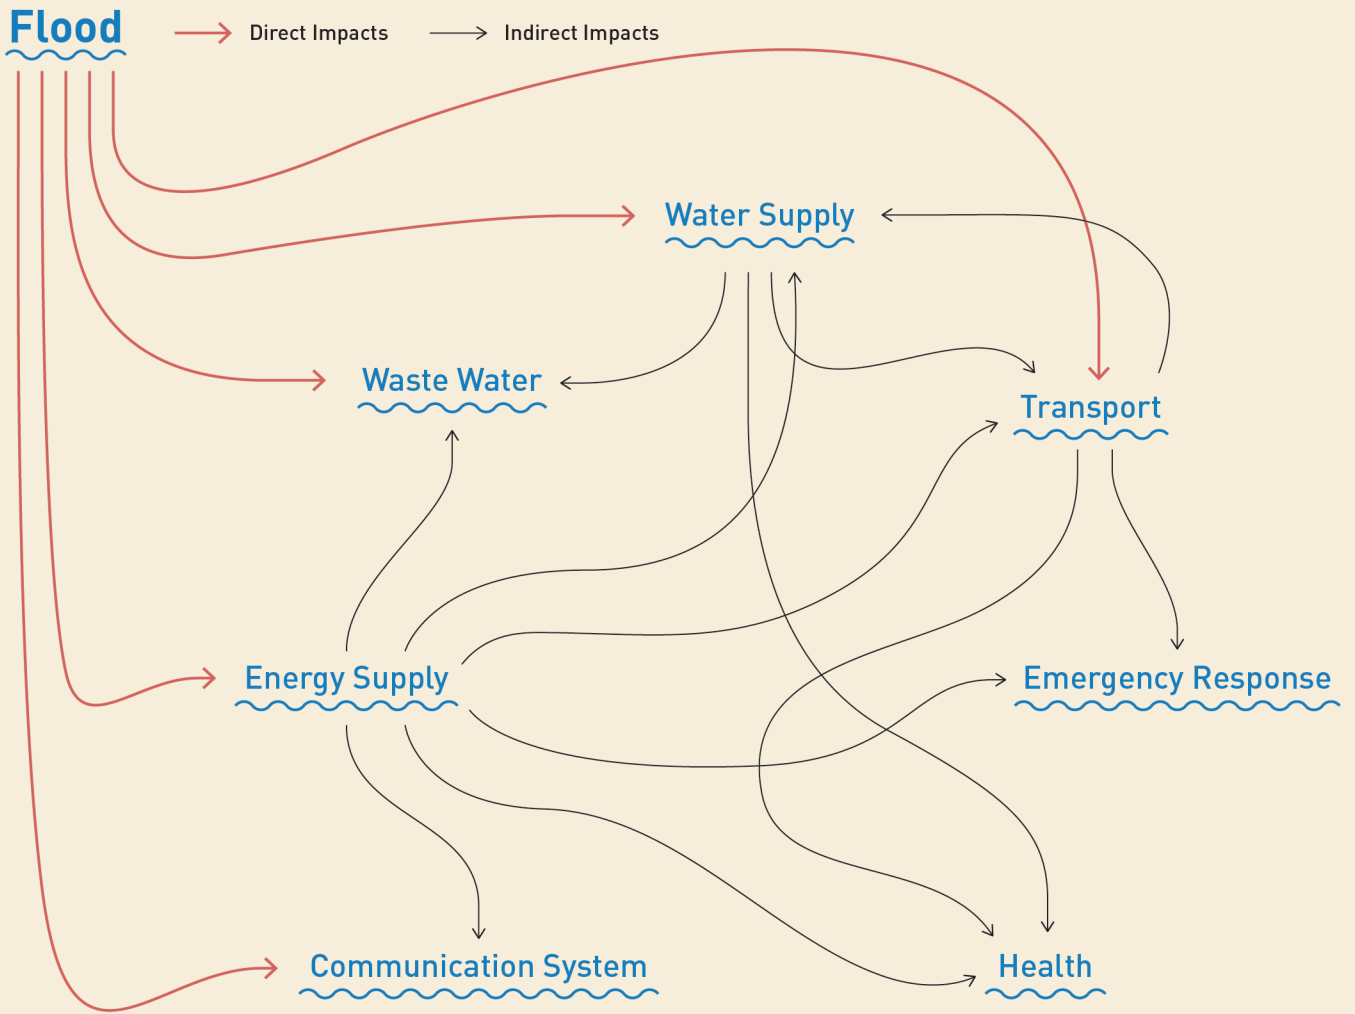 Flood
Direct Impacts
Indirect Impacts
Water Supply
Waste Water
Transport
Energy Supply
Emergency Response
Communication System
Health